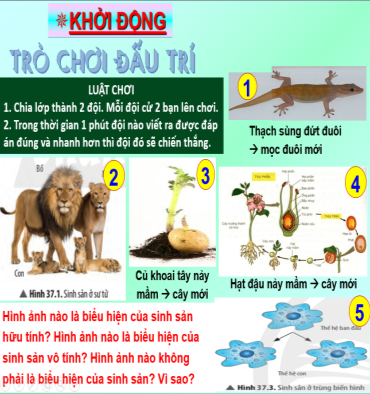 KHỞI ĐỘNG
TRÒ CHƠI ĐẤU TRÍ
LUẬT CHƠI
1. Chia lớp thành 2 đội. Mỗi đội cử 2 bạn lên chơi.
2. Trong thời gian 1 phút đội nào viết ra được đáp
án đúng và nhanh hơn thì đội đó sẽ chiến thắng.
1
Thạch sùng đứt đuôi
→ mọc đuôi mới
2
Bố
Con
▲ Hình 37.1. Sinh sản ở sư tử
3
Củ khoai tây nảy
mầm → cây mới
4
Hạt đậu nảy mầm → cây mới
Hình ảnh nào là biểu hiện của sinh sản
hữu tính? Hình ảnh nào là biểu hiện của
sinh sản vô tính? Hình ảnh nào không
phải là biểu hiện của sinh sản? Vì sao?
5
Thế hệ ban đầu
Thế hệ con
▲ Hình 37.3. Sinh sản ở trùng biến hình